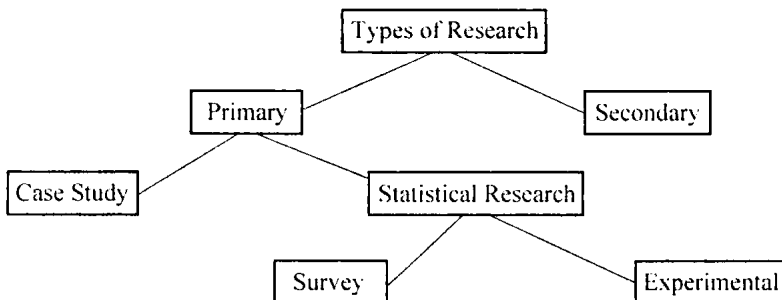 Types of Research
Primary
Secondary
Case Study
Statistical Research
Survey
Experimental